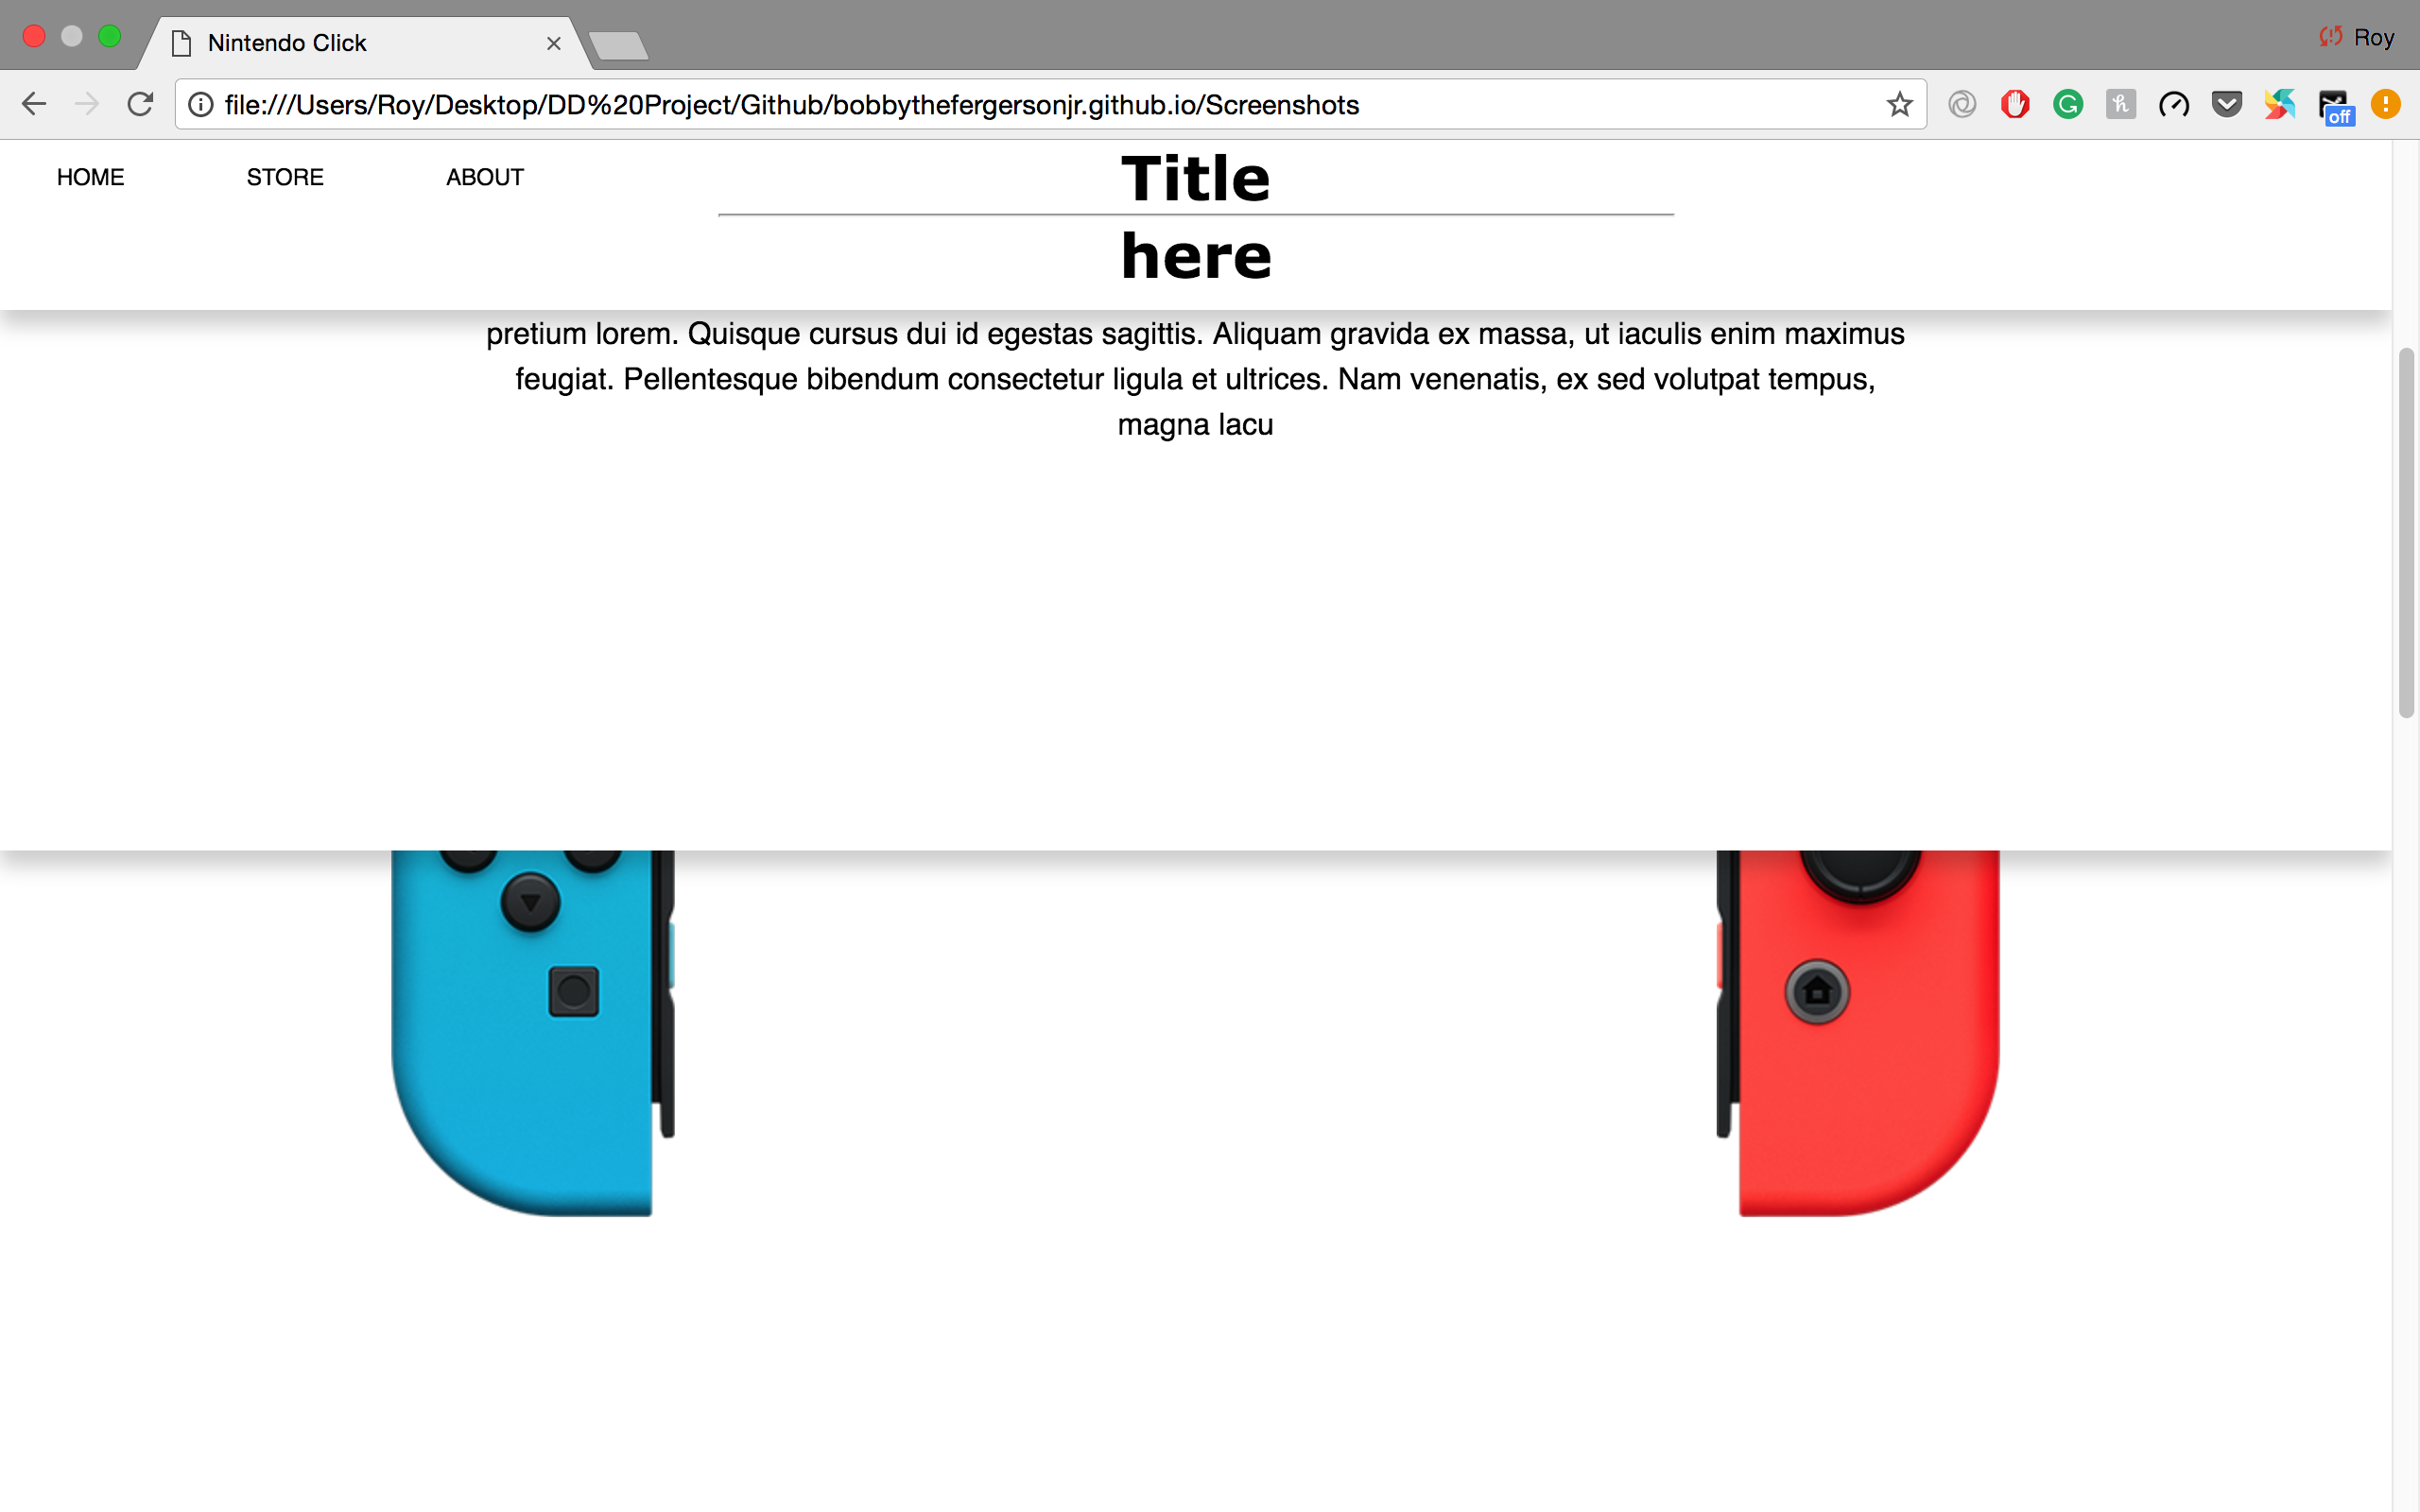 Nintendo Click
Roy
file:///Users/Roy/Desktop/DD%20Project/Github/bobbythefergersonjr.github.io/Screenshots
off
HOME STORE ABOUT
Title
here
pretium lorem. Quisque cursus dui id egestas sagittis. Aliquam gravida ex massa, ut iaculis enim maximus
feugiat. Pellentesque bibendum consectetur ligula et ultrices. Nam venenatis, ex sed volutpat tempus,
magna lacu